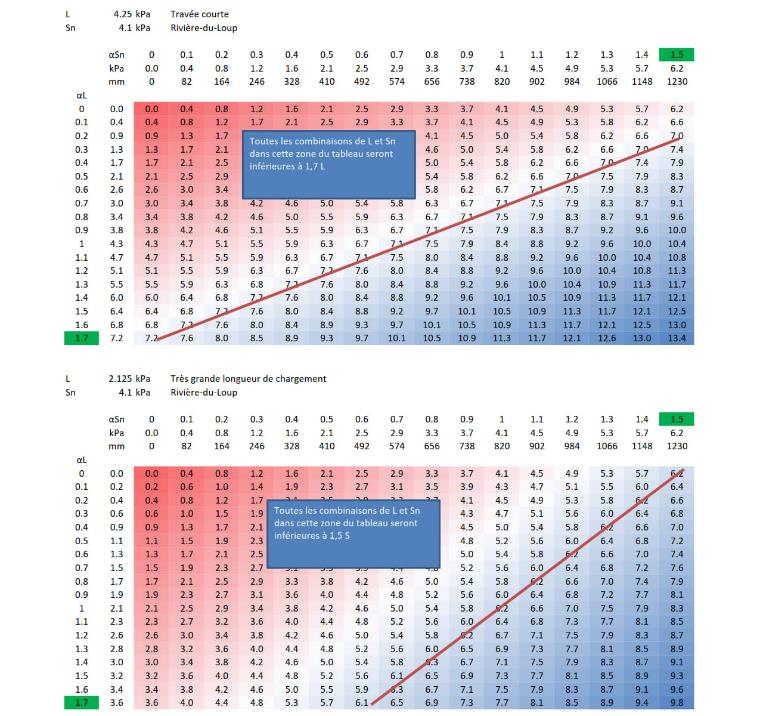 L 4.25 kPa Travée courte
Sn 4.1 kPa Rivière-du-Loup
αSn 0 0.1 0.2 0.3 0.4 0.5 0.6 0.7 0.8 0.9 1 1.1 1.2 1.3 1.4 1.5
kPa 0.0 0.4 0.8 1.2 1.6 2.1 2.5 2.9 3.3 3.7 4.1 4.5 4.9 5.3 5.7 6.2
mm 0 82 164 246 328 410 492 574 656 738 820 902 984 1066 1148 1230
αL
0 0.0 0.0 0.4 0.8 1.2 1.6 2.1 2.5 2.9 3.3 3.7 4.1 4.5 4.9 5.3 5.7 6.2
0.1 0.4 0.4 0.8 1.2 1.7 2.1 2.5 2.9 3.3 3.7 4.1 4.5 4.9 5.3 5.8 6.2 6.6
0.2 0.9 0.9 1.3 1.7 4.1 4.5 5.0 5.4 5.8 6.2 6.6 7.0
Toutes les combinaisons de L et Sn
0.3 1.3 1.3 1.7 2.1 4.6 5.0 5.4 5.8 6.2 6.6 7.0 7.4
dans cette zone du tableau seront
0.4 1.7 1.7 2.1 2.5 5.0 5.4 5.8 6.2 6.6 7.0 7.4 7.9
inférieures à 1,7 L
0.5 2.1 2.1 2.5 2.9 5.4 5.8 6.2 6.6 7.0 7.5 7.9 8.3
0.6 2.6 2.6 3.0 3.4 5.8 6.2 6.7 7.1 7.5 7.9 8.3 8.7
0.7 3.0 3.0 3.4 3.8 4.2 4.6 5.0 5.4 5.8 6.3 6.7 7.1 7.5 7.9 8.3 8.7 9.1
0.8 3.4 3.4 3.8 4.2 4.6 5.0 5.5 5.9 6.3 6.7 7.1 7.5 7.9 8.3 8.7 9.1 9.6
0.9 3.8 3.8 4.2 4.6 5.1 5.5 5.9 6.3 6.7 7.1 7.5 7.9 8.3 8.7 9.2 9.6 10.0
1 4.3 4.3 4.7 5.1 5.5 5.9 6.3 6.7 7.1 7.5 7.9 8.4 8.8 9.2 9.6 10.0 10.4
1.1 4.7 4.7 5.1 5.5 5.9 6.3 6.7 7.1 7.5 8.0 8.4 8.8 9.2 9.6 10.0 10.4 10.8
1.2 5.1 5.1 5.5 5.9 6.3 6.7 7.2 7.6 8.0 8.4 8.8 9.2 9.6 10.0 10.4 10.8 11.3
1.3 5.5 5.5 5.9 6.3 6.8 7.2 7.6 8.0 8.4 8.8 9.2 9.6 10.0 10.4 10.9 11.3 11.7
1.4 6.0 6.0 6.4 6.8 7.2 7.6 8.0 8.4 8.8 9.2 9.6 10.1 10.5 10.9 11.3 11.7 12.1
1.5 6.4 6.4 6.8 7.2 7.6 8.0 8.4 8.8 9.2 9.7 10.1 10.5 10.9 11.3 11.7 12.1 12.5
1.6 6.8 6.8 7.2 7.6 8.0 8.4 8.9 9.3 9.7 10.1 10.5 10.9 11.3 11.7 12.1 12.5 13.0
1.7 7.2 7.2 7.6 8.0 8.5 8.9 9.3 9.7 10.1 10.5 10.9 11.3 11.7 12.1 12.6 13.0 13.4
L 2.125 kPa Très grande longueur de chargement
Sn 4.1 kPa Rivière-du-Loup
αSn 0 0.1 0.2 0.3 0.4 0.5 0.6 0.7 0.8 0.9 1 1.1 1.2 1.3 1.4 1.5
kPa 0.0 0.4 0.8 1.2 1.6 2.1 2.5 2.9 3.3 3.7 4.1 4.5 4.9 5.3 5.7 6.2
mm 0 82 164 246 328 410 492 574 656 738 820 902 984 1066 1148 1230
αL
0 0.0 0.0 0.4 0.8 1.2 1.6 2.1 2.5 2.9 3.3 3.7 4.1 4.5 4.9 5.3 5.7 6.2
0.1 0.2 0.2 0.6 1.0 1.4 1.9 2.3 2.7 3.1 3.5 3.9 4.3 4.7 5.1 5.5 6.0 6.4
0.2 0.4 0.4 0.8 1.2 1.7 4.1 4.5 4.9 5.3 5.8 6.2 6.6
Toutes les combinaisons de L et Sn
0.3 0.6 0.6 1.0 1.5 1.9 4.3 4.7 5.1 5.6 6.0 6.4 6.8
dans cette zone du tableau seront
0.4 0.9 0.9 1.3 1.7 2.1 4.5 5.0 5.4 5.8 6.2 6.6 7.0
inférieures à 1,5 S
0.5 1.1 1.1 1.5 1.9 2.3 4.8 5.2 5.6 6.0 6.4 6.8 7.2
0.6 1.3 1.3 1.7 2.1 2.5 5.0 5.4 5.8 6.2 6.6 7.0 7.4
0.7 1.5 1.5 1.9 2.3 2.7 5.2 5.6 6.0 6.4 6.8 7.2 7.6
0.8 1.7 1.7 2.1 2.5 2.9 3.3 3.8 4.2 4.6 5.0 5.4 5.8 6.2 6.6 7.0 7.4 7.9
0.9 1.9 1.9 2.3 2.7 3.1 3.6 4.0 4.4 4.8 5.2 5.6 6.0 6.4 6.8 7.2 7.7 8.1
1 2.1 2.1 2.5 2.9 3.4 3.8 4.2 4.6 5.0 5.4 5.8 6.2 6.6 7.0 7.5 7.9 8.3
1.1 2.3 2.3 2.7 3.2 3.6 4.0 4.4 4.8 5.2 5.6 6.0 6.4 6.8 7.3 7.7 8.1 8.5
1.2 2.6 2.6 3.0 3.4 3.8 4.2 4.6 5.0 5.4 5.8 6.2 6.7 7.1 7.5 7.9 8.3 8.7
1.3 2.8 2.8 3.2 3.6 4.0 4.4 4.8 5.2 5.6 6.0 6.5 6.9 7.3 7.7 8.1 8.5 8.9
1.4 3.0 3.0 3.4 3.8 4.2 4.6 5.0 5.4 5.8 6.3 6.7 7.1 7.5 7.9 8.3 8.7 9.1
1.5 3.2 3.2 3.6 4.0 4.4 4.8 5.2 5.6 6.1 6.5 6.9 7.3 7.7 8.1 8.5 8.9 9.3
1.6 3.4 3.4 3.8 4.2 4.6 5.0 5.5 5.9 6.3 6.7 7.1 7.5 7.9 8.3 8.7 9.1 9.6
1.7 3.6 3.6 4.0 4.4 4.8 5.3 5.7 6.1 6.5 6.9 7.3 7.7 8.1 8.5 8.9 9.4 9.8